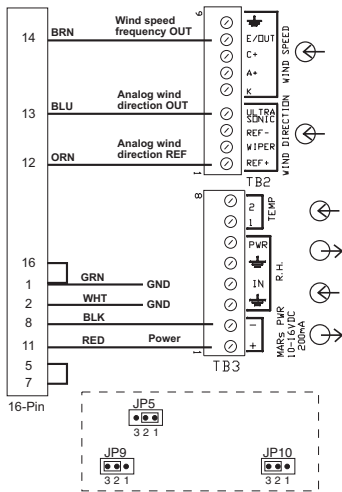 14 BRN Wind speed
frequency OUT
9
E/OUT
C+
A+
K
WIND SPEED
13 BLU Analog wind
direction OUT
ULTRA
SONIC
REF-
WIPER
REF+
WIND DIRECTION
12 ORN Analog wind
direction REF
1
TB2
8
2
1
TEMP
PWR
IN
R.H.
16
1 GRN GND
2 WHT GND
8 BLK -
11 RED Power +
MARs PWR
10-16VDC
200mA
1
TB3
5
7
16-Pin
JP5
3 2 1
JP9
3 2 1
JP10
3 2 1